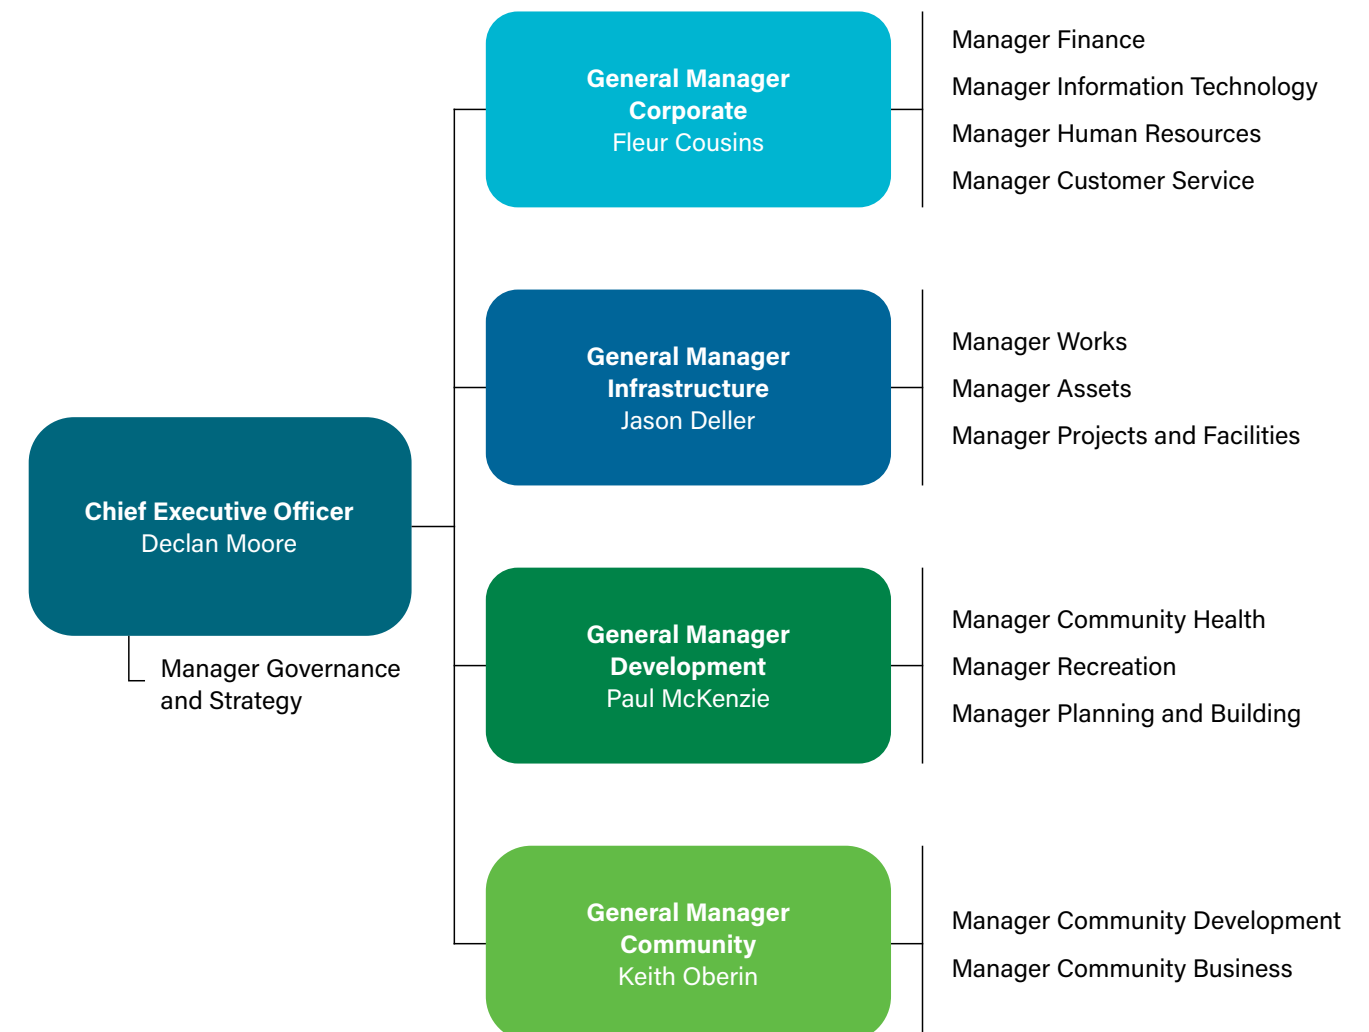 Chief Executive Officer
Declan Moore
Manager Governance
and Strategy
General Manager
Corporate
Fleur Cousins
Manager Finance
Manager Information Technology
Manager Human Resources
Manager Customer Service
General Manager
Infrastructure
Jason Deller
Manager Works
Manager Assets
Manager Projects and Facilities
General Manager
Development
Paul McKenzie
Manager Community Health
Manager Recreation
Manager Planning and Building
General Manager
Community
Keith Oberin
Manager Community Development
Manager Community Business